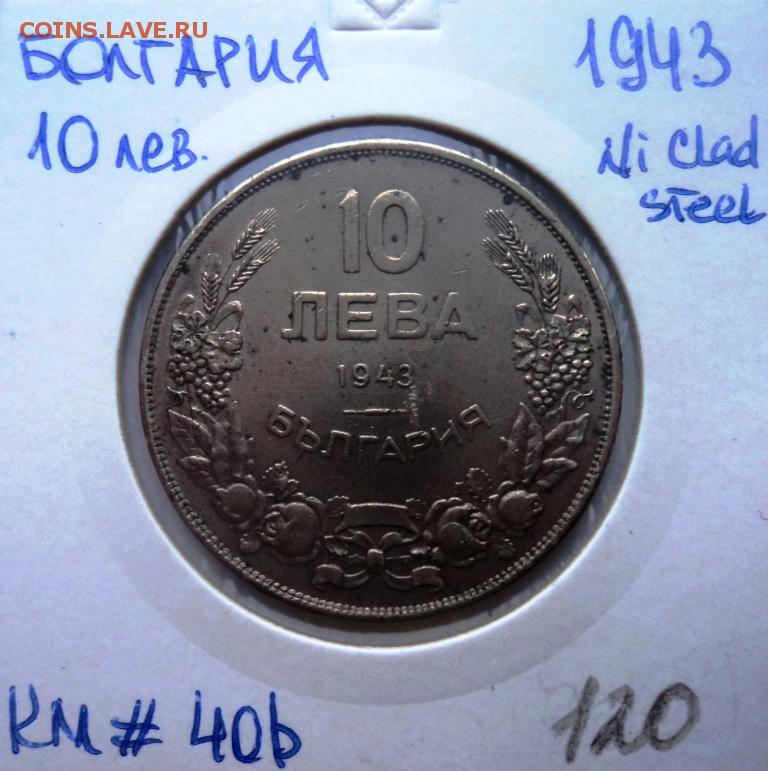 COINS.LAVE.RU
БОЛГАРИЯ
1943
10 лев.
Ni Clad
steel
10
ЛЕВА
1943
БЪЛГАРИЯ
KM # 40b
120